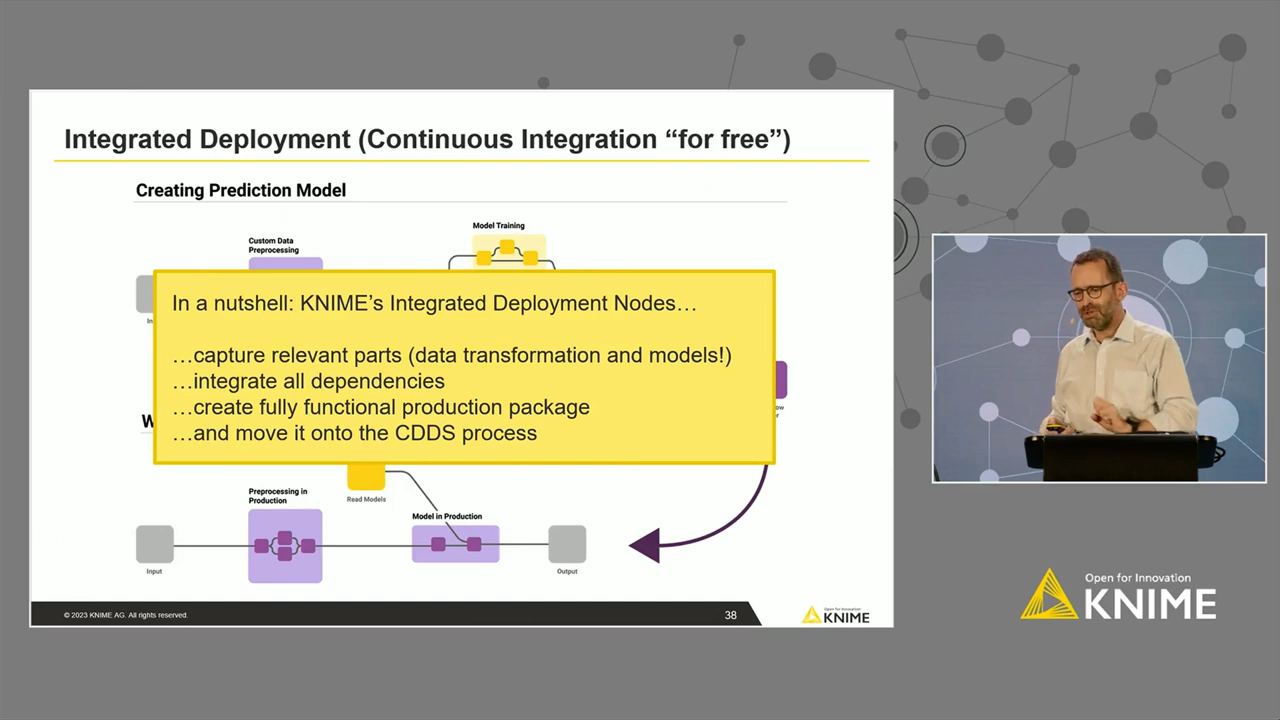 Integrated Deployment (Continuous Integration “for free”)
Creating Prediction Model
Model Training
Custom Data
Preprocessing
In a nutshell: KNIME’s Integrated Deployment Nodes…
…capture relevant parts (data transformation and models!)
…integrate all dependencies
…create fully functional production package
…and move it onto the CDDS process
Read Models
Preprocessing in
Production
Model in Production
Input
Output
© 2023 KNIME AG. All rights reserved.
38
Open for Innovation
KNIME
Open for Innovation
KNIME